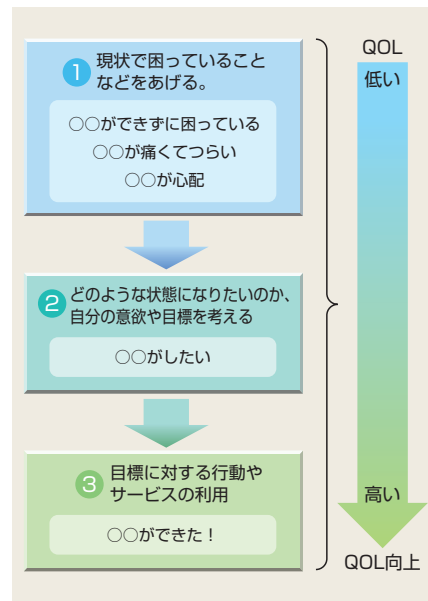 1 現状で困っていること
などをあげる。
○○ができずに困っている
○○が痛くてつらい
○○が心配
2 どのような状態になりたいのか、
自分の意欲や目標を考える
○○がしたい
3 目標に対する行動や
サービスの利用
○○ができた！
QOL
低い
高い
QOL向上